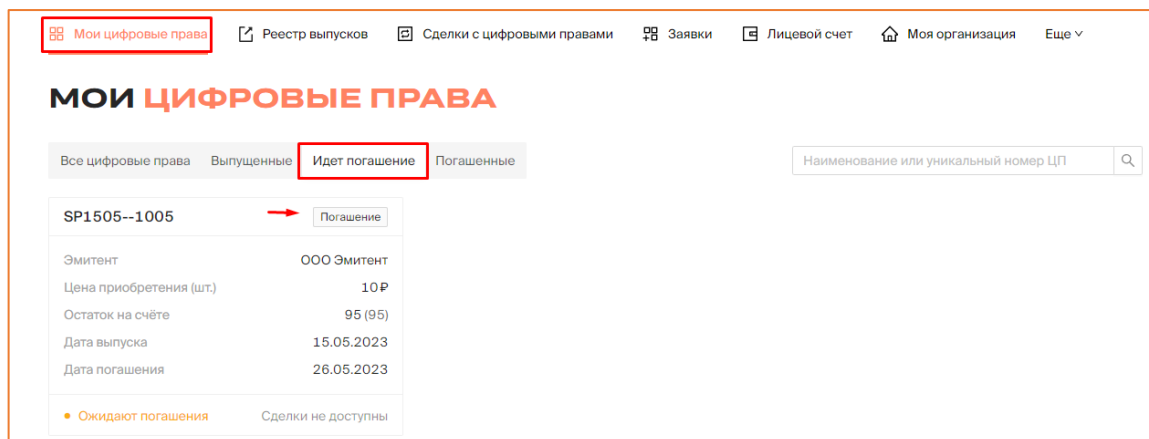 Мои цифровые права Реестр выпусков Сделки с цифровыми правами Заявки Лицевой счет Моя организация Еще
МОИ ЦИФРОВЫЕ ПРАВА
Все цифровые права Выпущенные Идет погашение Погашенные Наименование или уникальный номер ЦП
SP1505--1005 Погашение
Эмитент ООО Эмитент
Цена приобретения (шт.) 10₽
Остаток на счёте 95 (95)
Дата выпуска 15.05.2023
Дата погашения 26.05.2023
Ожидают погашения Сделки не доступны